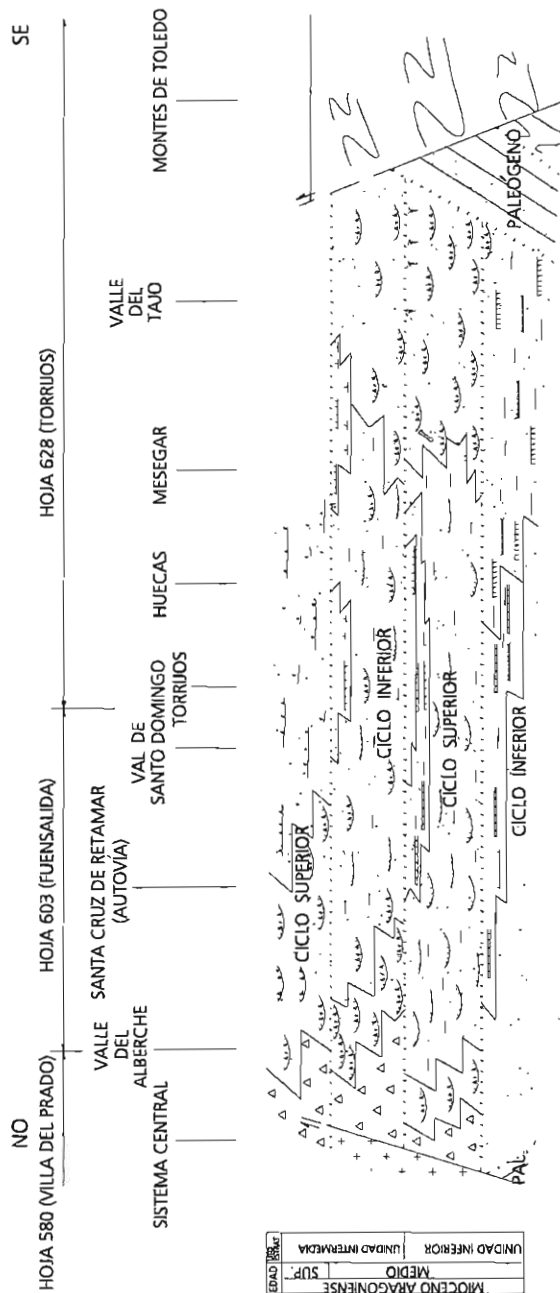 NO
SE
HOJA 580 (VILLA DEL PRADO)
HOJA 603 (FUENSALIDA)
HOJA 628 (TORRIJOS)
SISTEMA CENTRAL
VALLE
DEL
ALBERCHE
SANTA CRUZ DE RETAMAR
(AUTOVÍA)
VAL DE
SANTO DOMINGO
TORRIJOS
HUECAS
MESEGAR
VALLE
DEL
TAJO
MONTES DE TOLEDO
CICLO SUPERIOR
CICLO INFERIOR
CICLO SUPERIOR
CICLO ÍNFERIOR
PAL.
PALEÓGENO
EDAD
MIOCENO ARAGONIENSE
MEDIO
SUP.
UNIDAD INFERIOR
UNIDAD INTERMEDIA